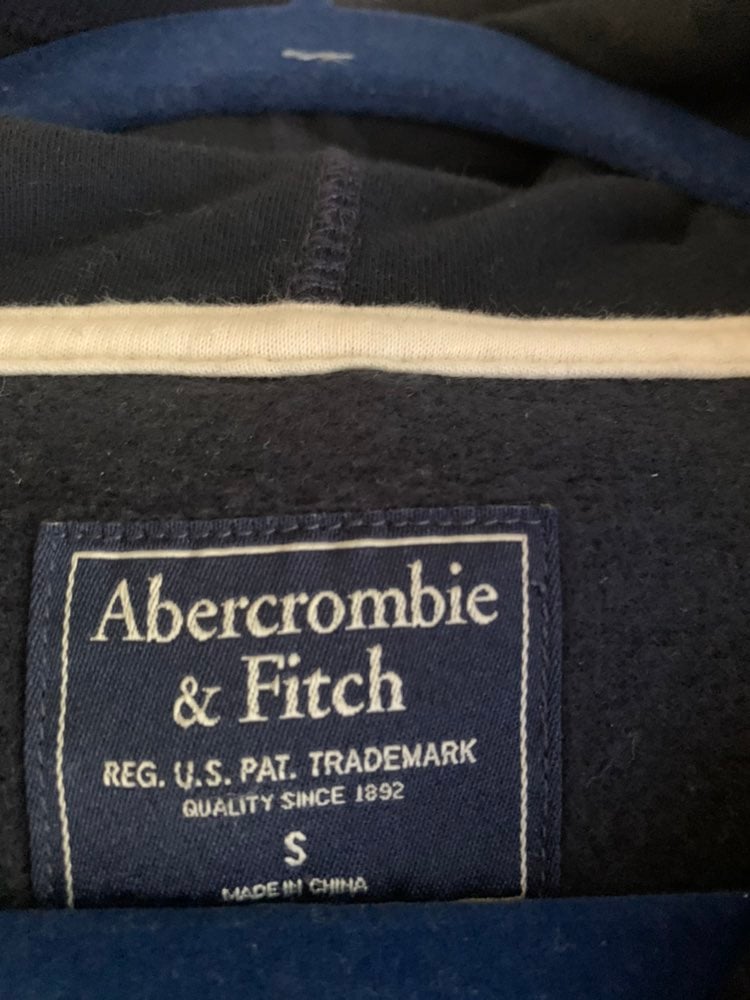 Abercrombie
& Fitch
REG. U.S. PAT. TRADEMARK
QUALITY SINCE 1892
S
MADE IN CHINA